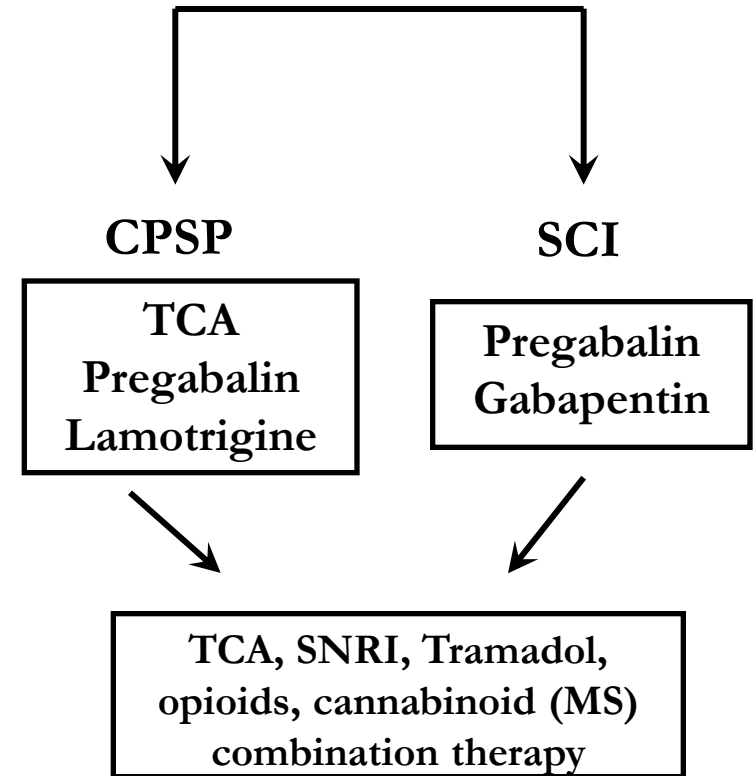 CPSP
TCA
Pregabalin
Lamotrigine
SCI
Pregabalin
Gabapentin
TCA, SNRI, Tramadol,
opioids, cannabinoid (MS)
combination therapy